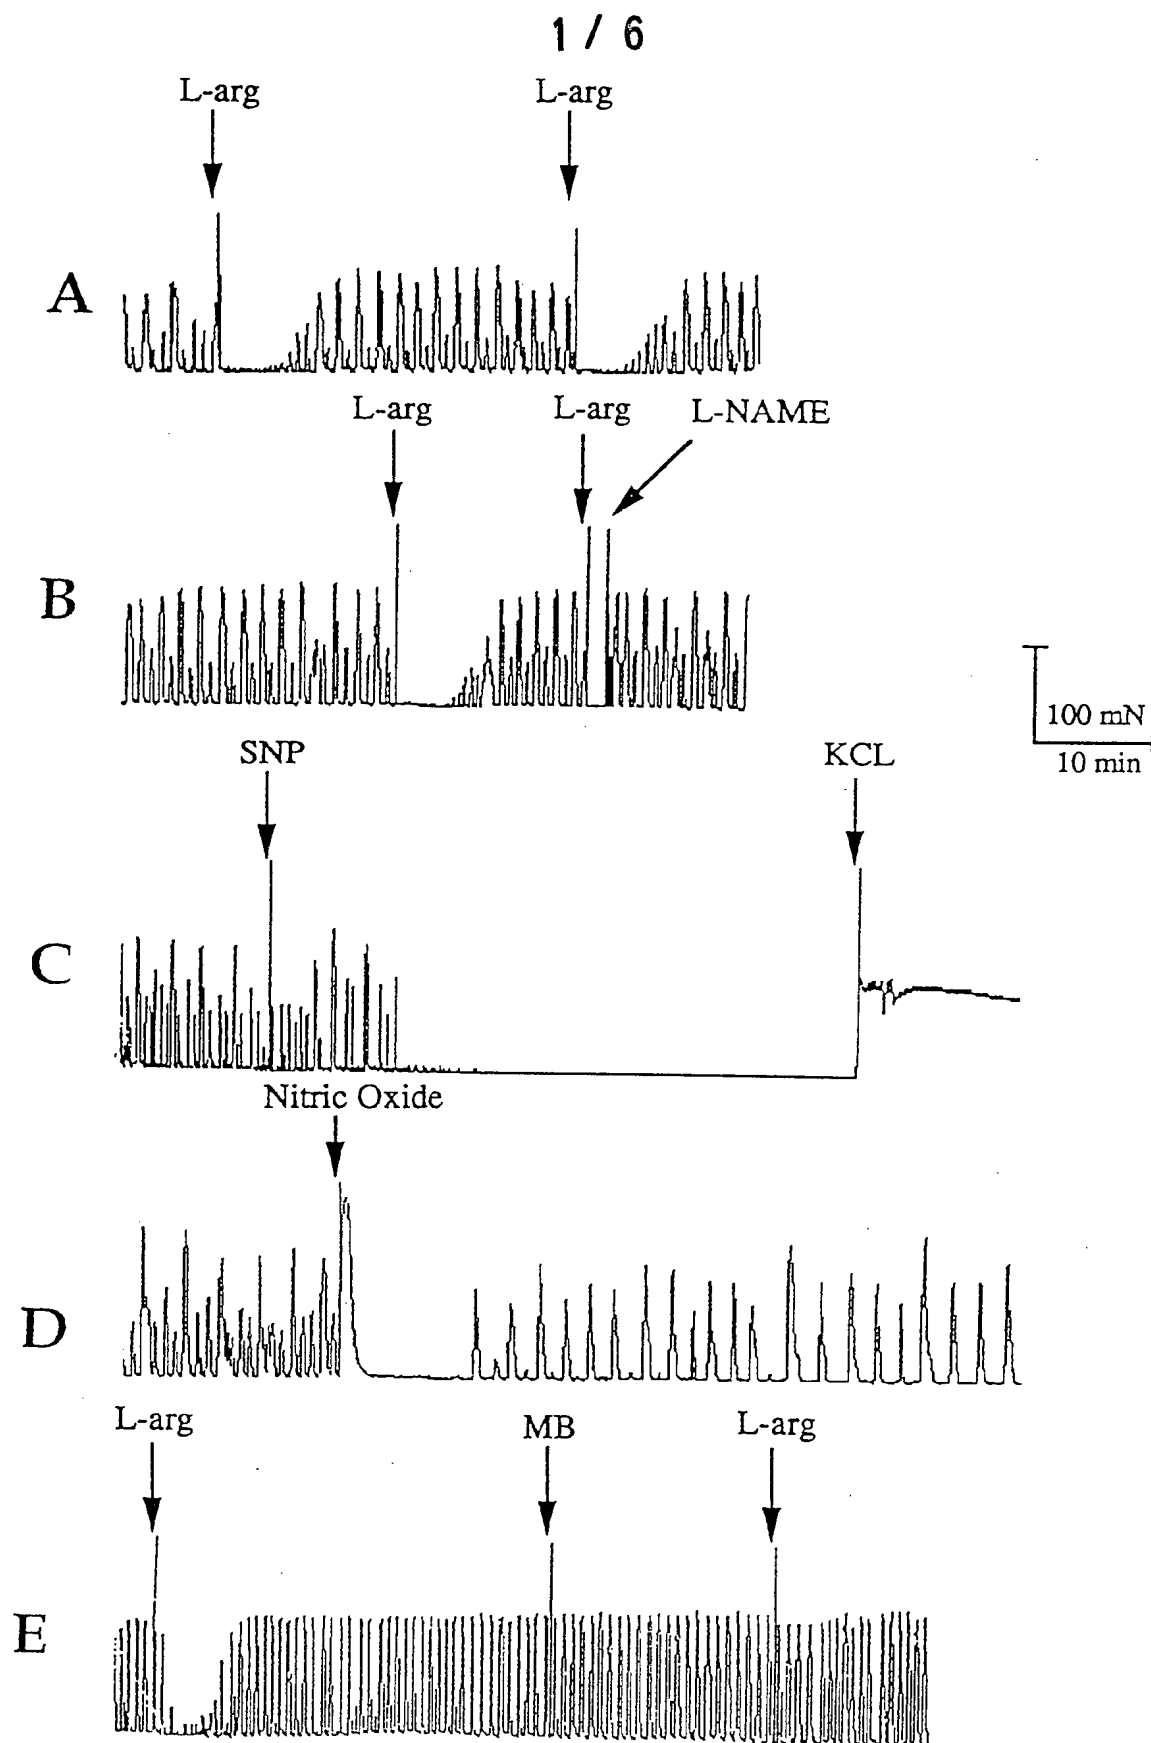 1 / 6
L-arg L-arg
A
L-arg L-arg L-NAME
B
100 mN
10 min
SNP KCL
C
Nitric Oxide
D
L-arg MB L-arg
E